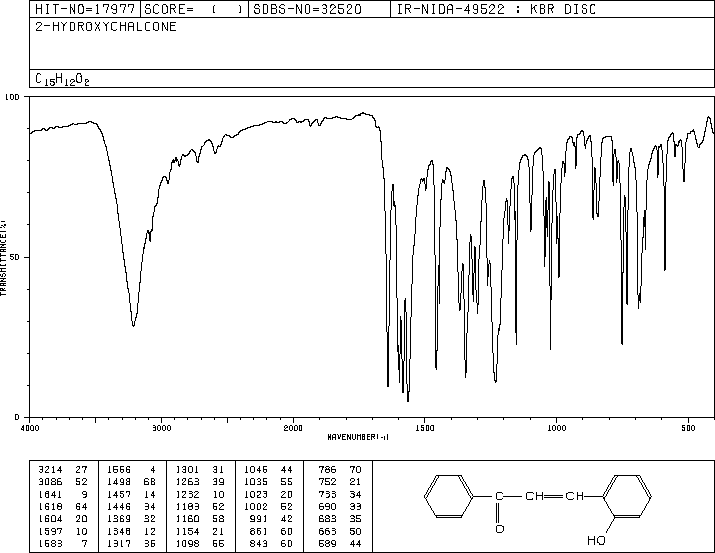 HIT-NO=17977 SCORE= ( ) SDBS-NO=32520 IR-NIDA-49522 : KBR DISC
2-HYDROXYCHALCONE
C15H12O2
100
TRANSMITTANCE(%)
50
0
4000 3000 2000 1500 1000 500
WAVENUMBER(-1)
3214 27 1566 4 1301 31 1046 44 786 70
3086 52 1498 68 1263 39 1035 55 752 21
1641 9 1457 14 1232 10 1023 20 733 34
1618 64 1446 34 1183 52 1002 52 690 33
1604 20 1369 32 1160 58 991 42 683 35
1597 10 1348 12 1154 21 861 60 663 50
1583 7 1317 35 1098 55 843 60 589 44
C CH CH
O
HO